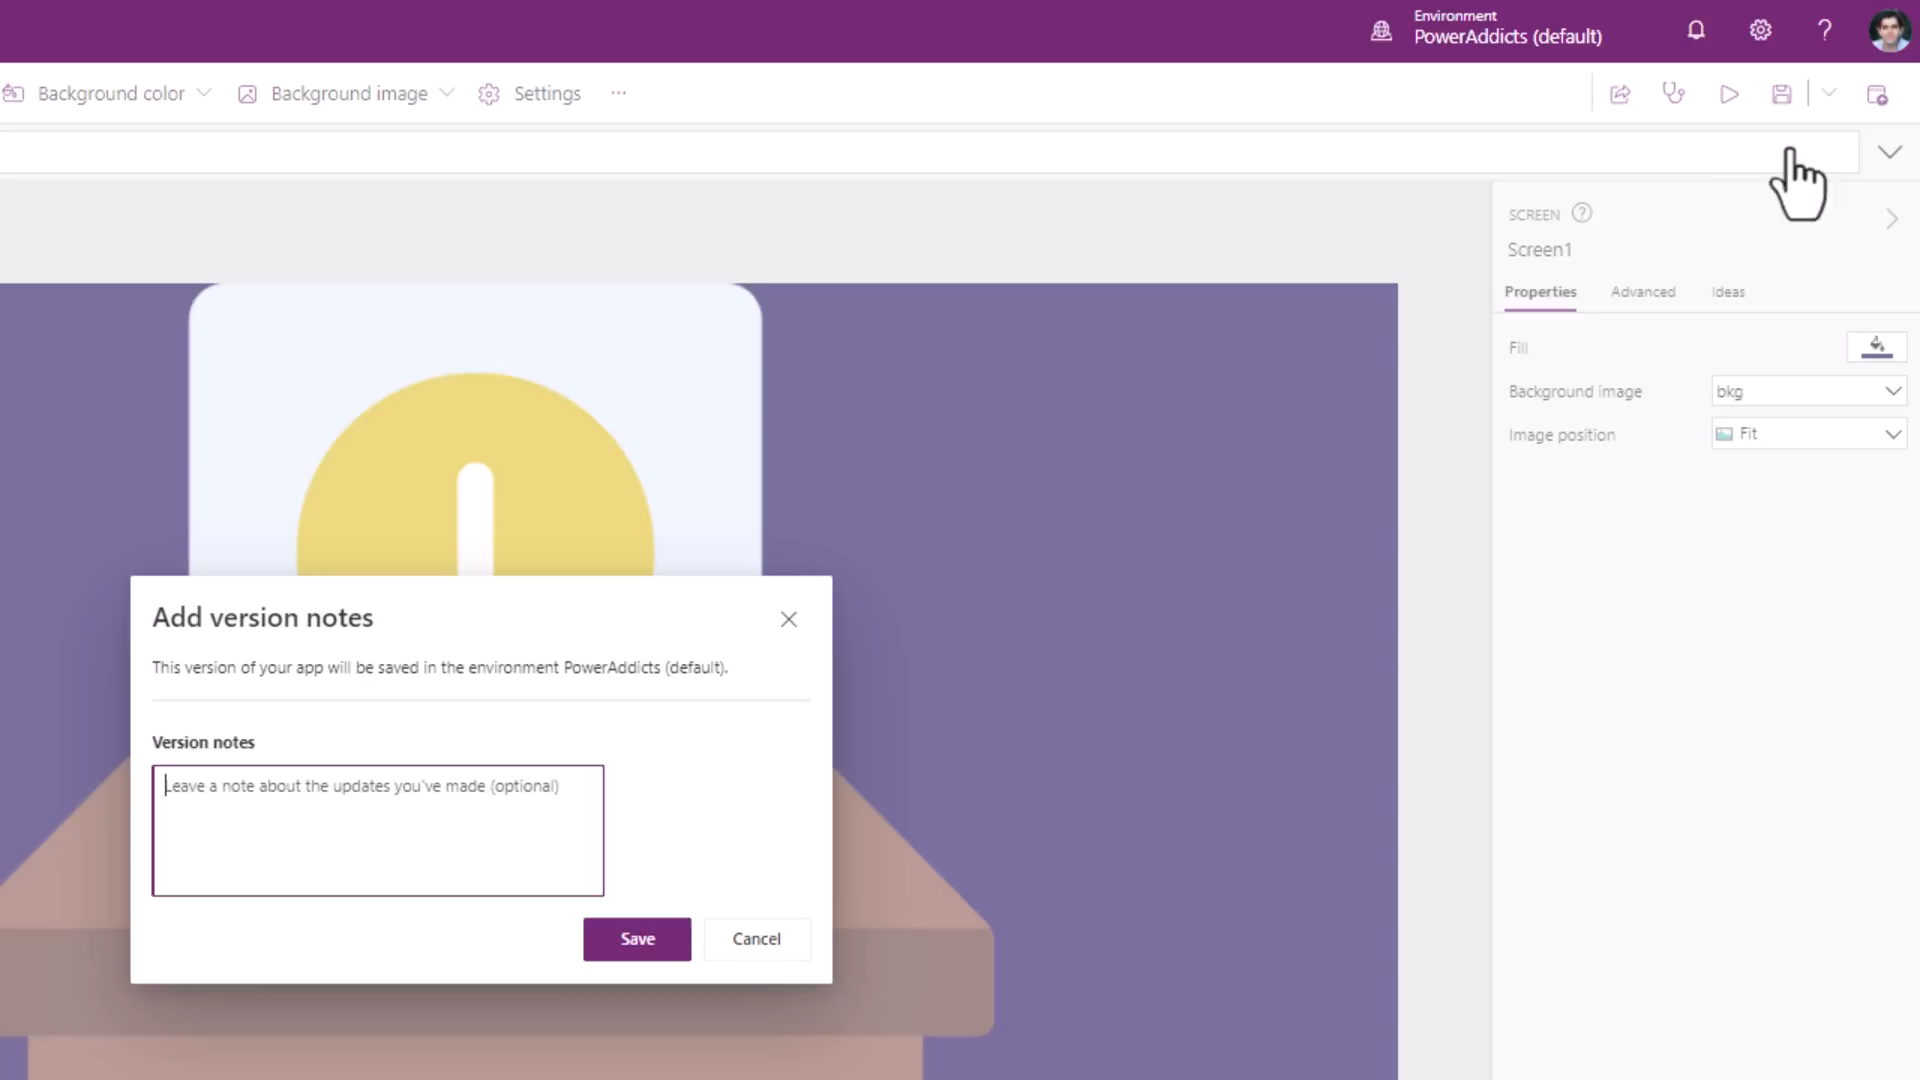 Environment
PowerAddicts (default)
Background color
Background image
Settings
SCREEN
Screen1
Properties
Advanced
Ideas
Fill
Background image
bkg
Image position
Fit
Add version notes
This version of your app will be saved in the environment PowerAddicts (default).
Version notes
Leave a note about the updates you've made (optional)
Save
Cancel